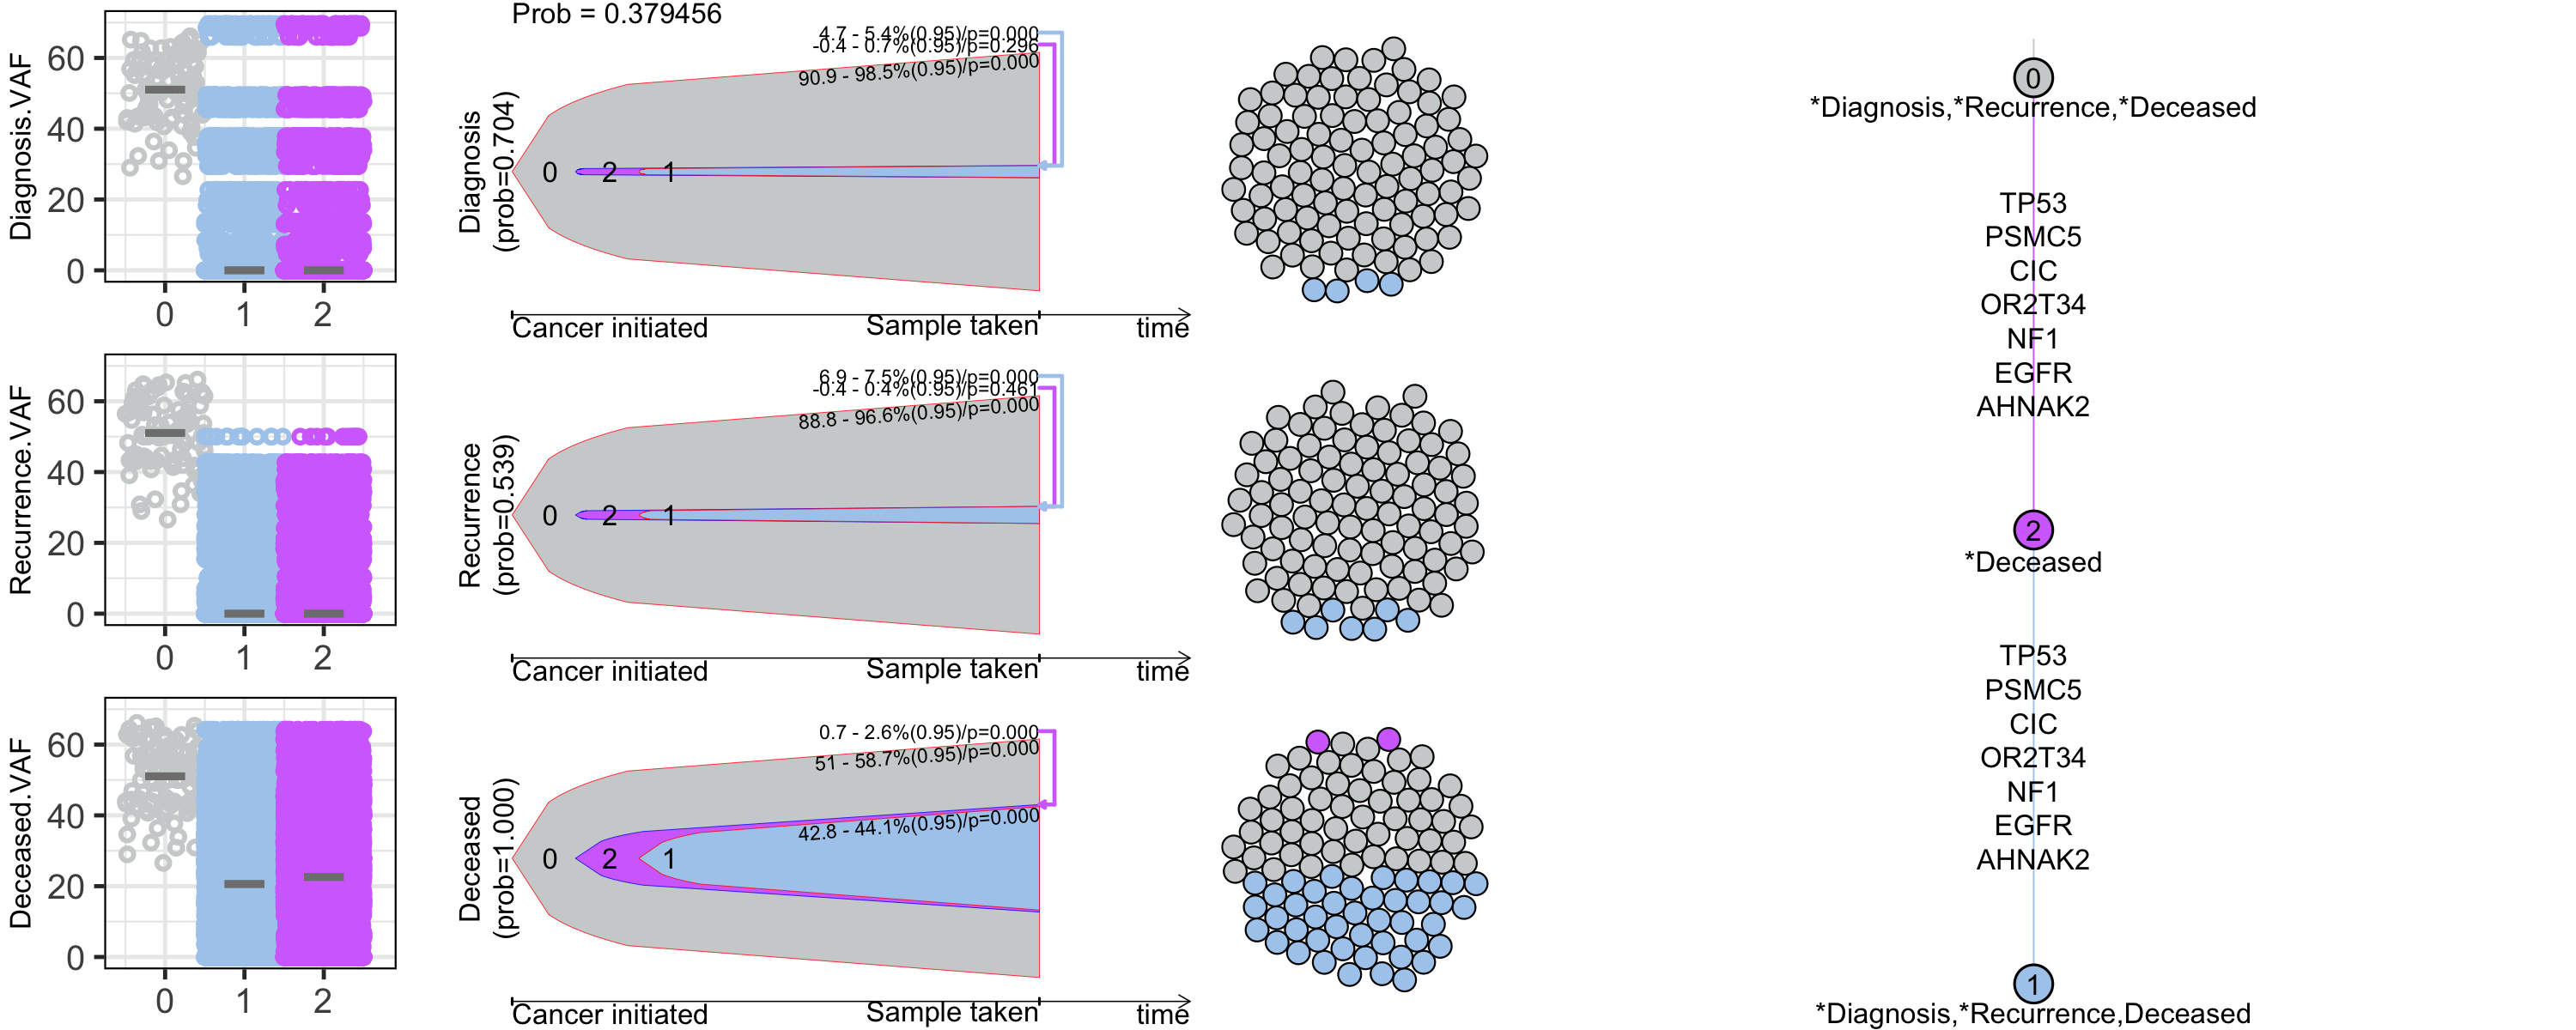 Prob = 0.379456
Diagnosis.VAF
60
40
20
0
0 1 2
Diagnosis
(prob=0.704)
4.7 - 5.4%(0.95)/p=0.000
-0.4 - 0.7%(0.95)/p=0.296
90.9 - 98.5%(0.95)/p=0.000
0 2 1
Cancer initiated Sample taken time
Recurrence.VAF
60
40
20
0
0 1 2
Recurrence
(prob=0.539)
6.9 - 7.5%(0.95)/p=0.000
-0.4 - 0.4%(0.95)/p=0.461
88.8 - 96.6%(0.95)/p=0.000
0 2 1
Cancer initiated Sample taken time
Deceased.VAF
60
40
20
0
0 1 2
Deceased
(prob=1.000)
0.7 - 2.6%(0.95)/p=0.000
51 - 58.7%(0.95)/p=0.000
42.8 - 44.1%(0.95)/p=0.000
0 2 1
Cancer initiated Sample taken time
0
*Diagnosis,*Recurrence,*Deceased
TP53
PSMC5
CIC
OR2T34
NF1
EGFR
AHNAK2
2
*Deceased
TP53
PSMC5
CIC
OR2T34
NF1
EGFR
AHNAK2
1
*Diagnosis,*Recurrence,Deceased